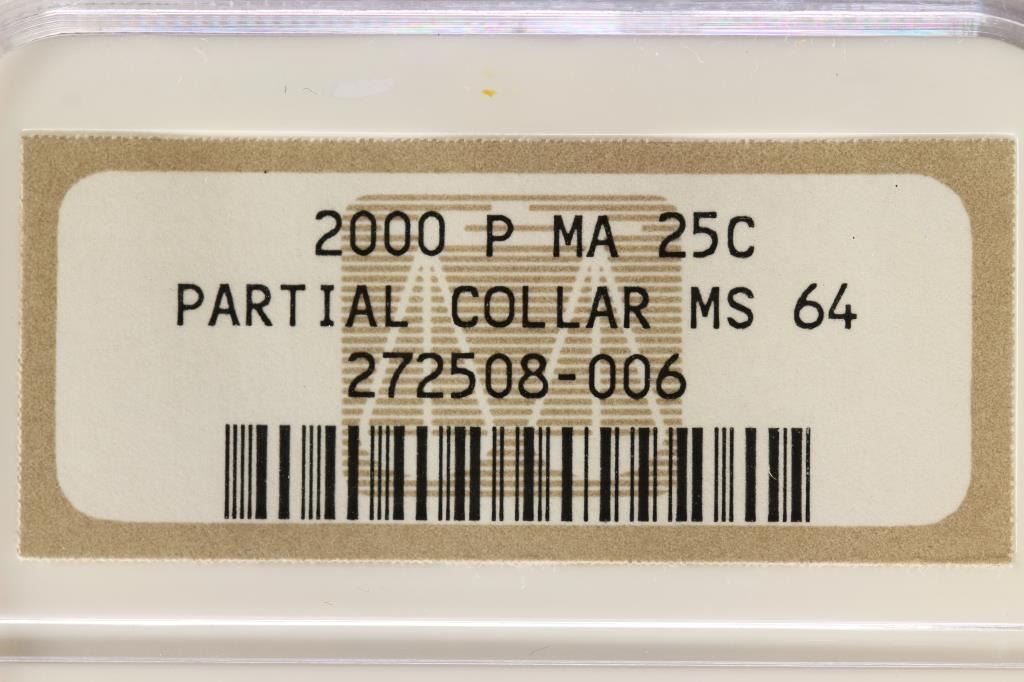 2000 P MA 25C
PARTIAL COLLAR MS 64
272508-006